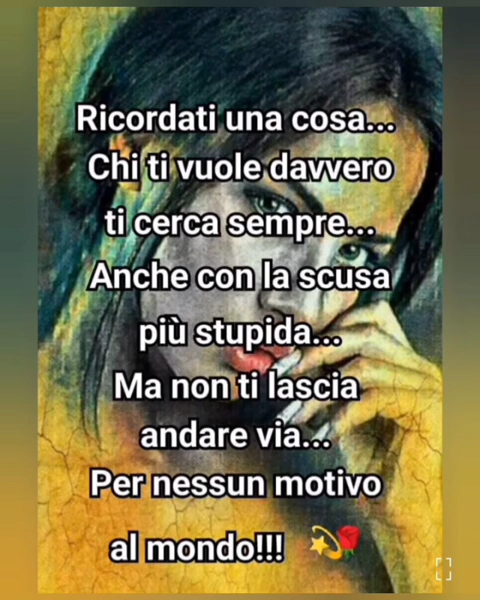 Ricordati una cosa...
Chi ti vuole davvero
ti cerca sempre...
Anche con la scusa
più stupida...
Ma non ti lascia
andare via...
Per nessun motivo
al mondo!!! 💫🌹